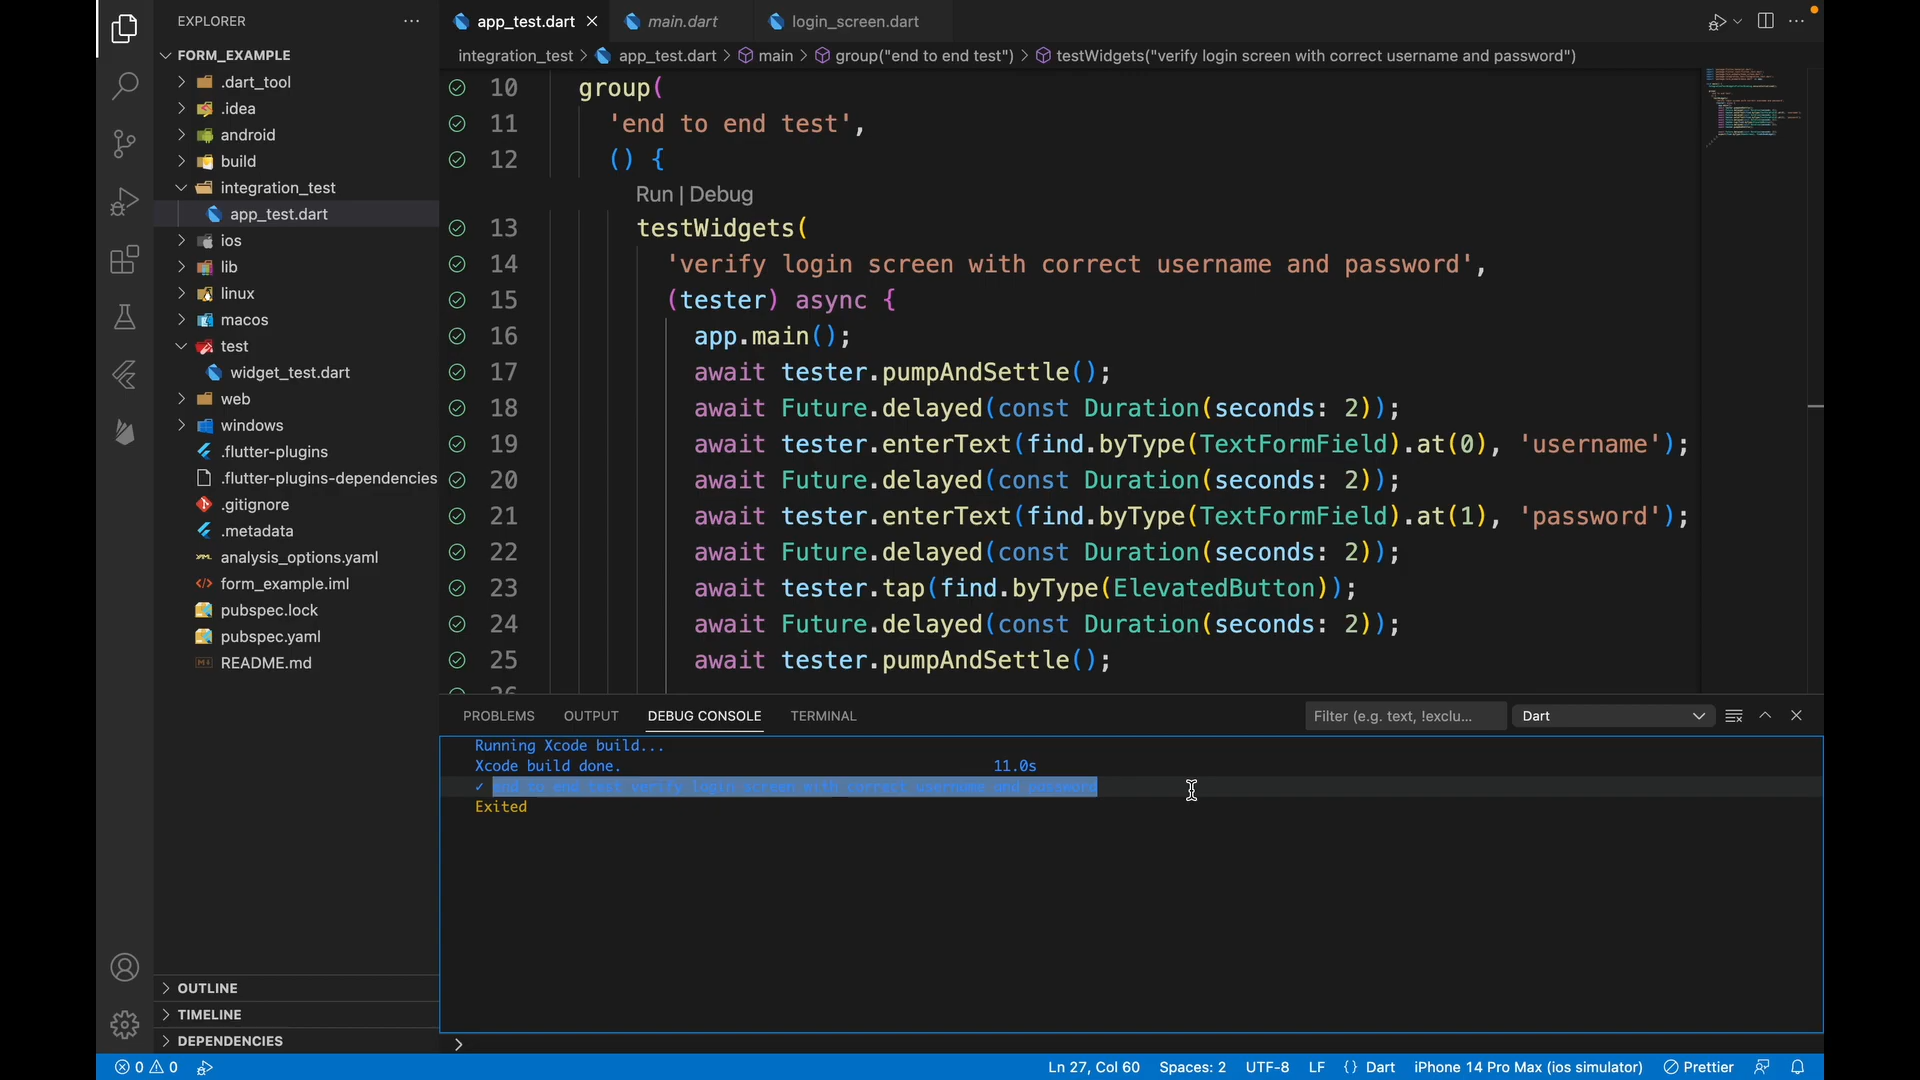 EXPLORER
FORM_EXAMPLE
.dart_tool
.idea
android
build
integration_test
app_test.dart
ios
lib
linux
macos
test
widget_test.dart
web
windows
.flutter-plugins
.flutter-plugins-dependencies
.gitignore
.metadata
analysis_options.yaml
form_example.iml
pubspec.lock
pubspec.yaml
README.md
OUTLINE
TIMELINE
DEPENDENCIES
app_test.dart main.dart login_screen.dart
integration_test > app_test.dart > main > group("end to end test") > testWidgets("verify login screen with correct username and password")
10 group(
11 'end to end test',
12 () {
Run | Debug
13 testWidgets(
14 'verify login screen with correct username and password',
15 (tester) async {
16 app.main();
17 await tester.pumpAndSettle();
18 await Future.delayed(const Duration(seconds: 2));
19 await tester.enterText(find.byType(TextFormField).at(0), 'username');
20 await Future.delayed(const Duration(seconds: 2));
21 await tester.enterText(find.byType(TextFormField).at(1), 'password');
22 await Future.delayed(const Duration(seconds: 2));
23 await tester.tap(find.byType(ElevatedButton));
24 await Future.delayed(const Duration(seconds: 2));
25 await tester.pumpAndSettle();
26
PROBLEMS OUTPUT DEBUG CONSOLE TERMINAL Filter (e.g. text, !exclu... Dart
Running Xcode build...
Xcode build done. 11.0s
✓ end to end test verify login screen with correct username and password
Exited
0 0 Ln 27, Col 60 Spaces: 2 UTF-8 LF {} Dart iPhone 14 Pro Max (ios simulator) Prettier